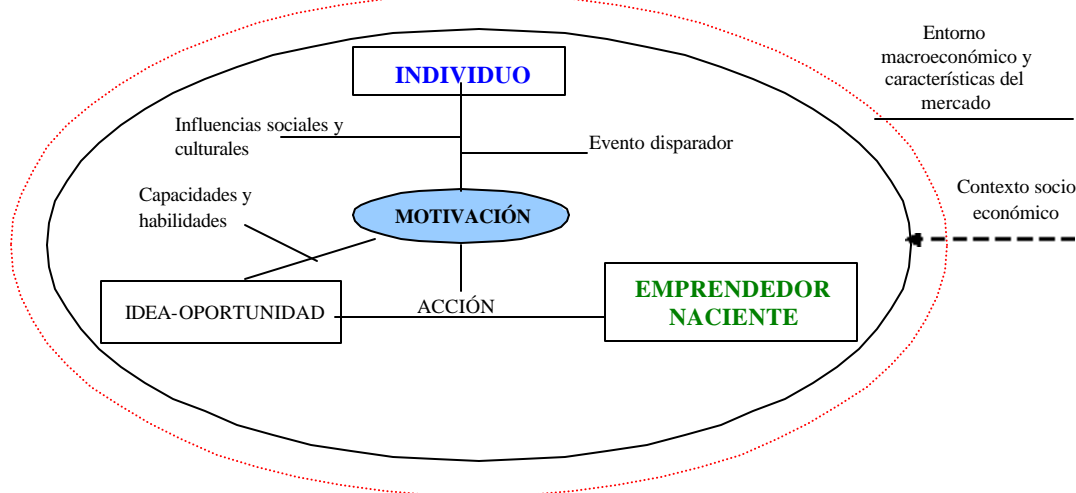 INDIVIDUO
Influencias sociales y
culturales
Evento disparador
Capacidades y
habilidades
MOTIVACIÓN
IDEA-OPORTUNIDAD
ACCIÓN
EMPRENDEDOR
NACIENTE
Entorno
macroeconómico y
características del
mercado
Contexto socio
económico